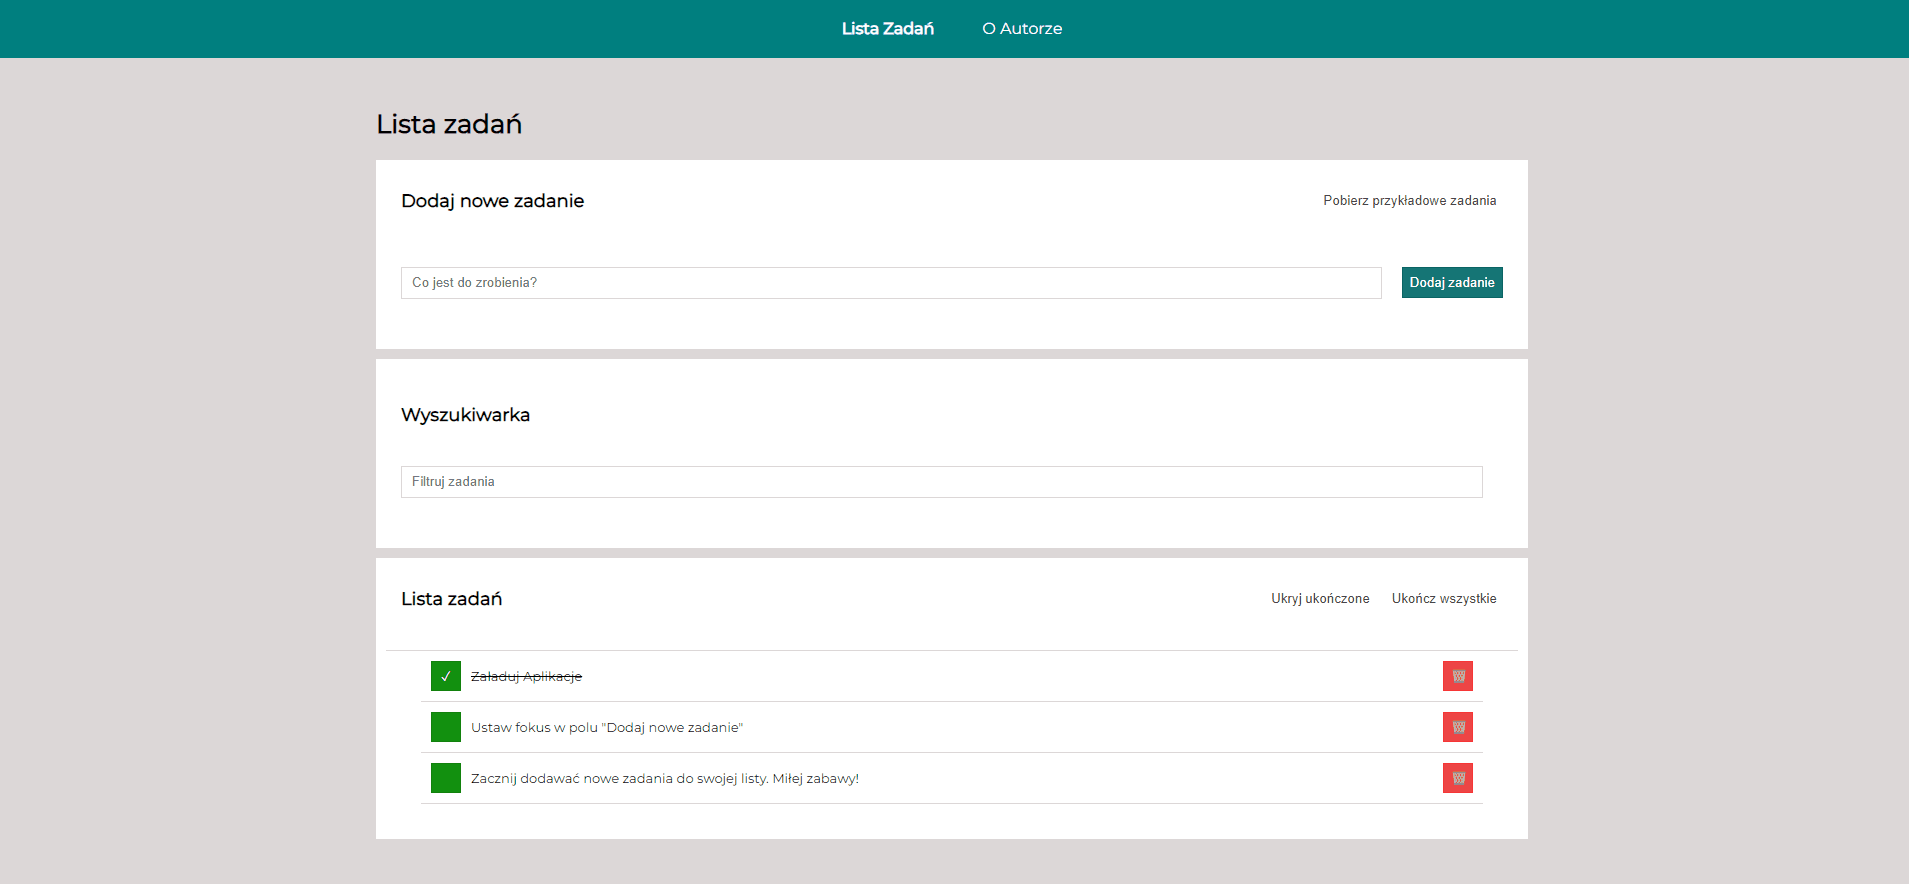 Lista Zadań O Autorze
Lista zadań
Dodaj nowe zadanie Pobierz przykładowe zadania
Co jest do zrobienia? Dodaj zadanie
Wyszukiwarka
Filtruj zadania
Lista zadań Ukryj ukończone Ukończ wszystkie
✓ Załaduj Aplikacje
Ustaw fokus w polu "Dodaj nowe zadanie"
Zacznij dodawać nowe zadania do swojej listy. Miłej zabawy!